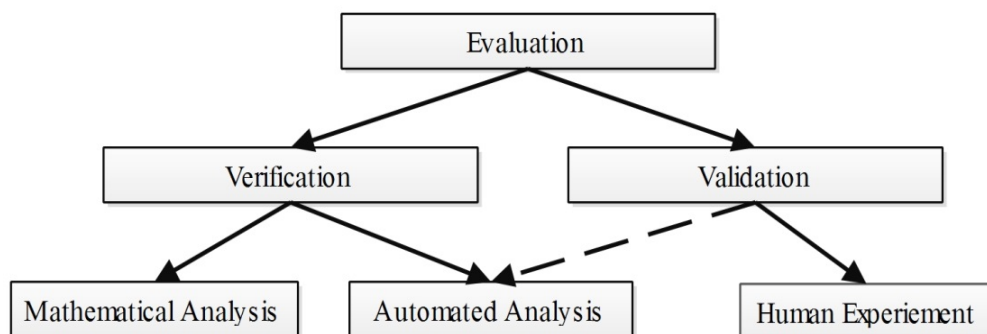 Evaluation
Verification
Validation
Mathematical Analysis
Automated Analysis
Human Experiement